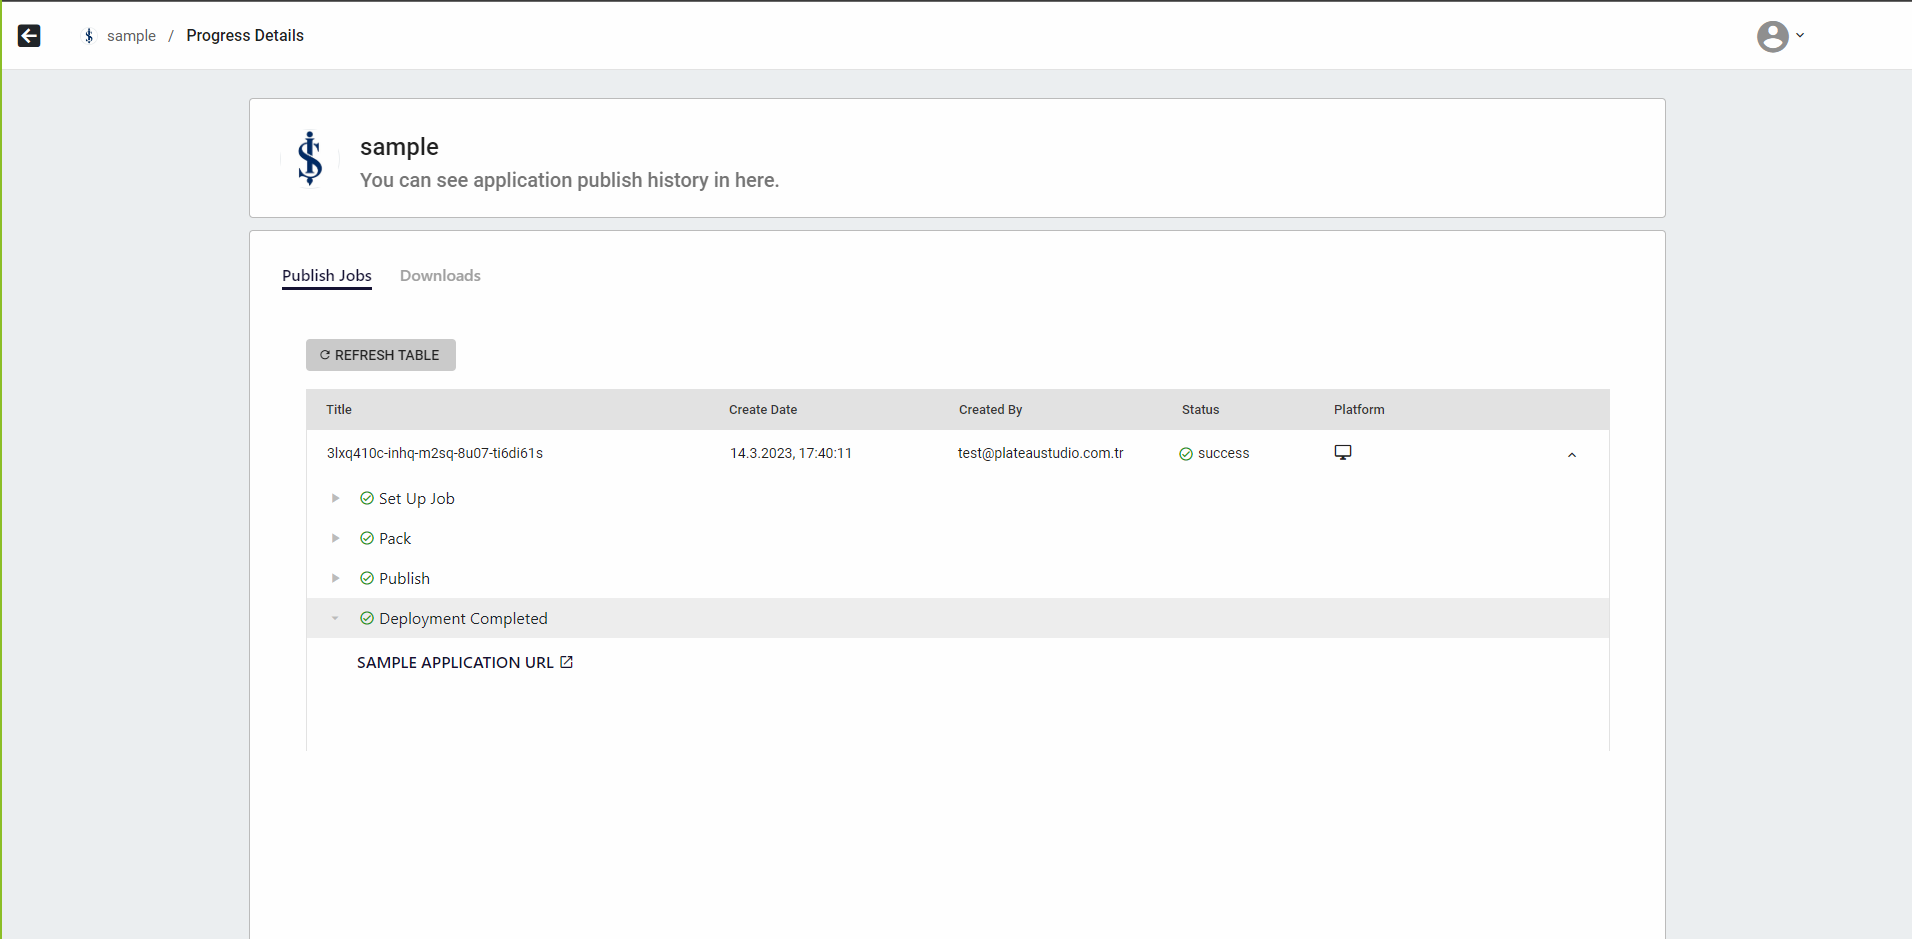 sample / Progress Details
sample
You can see application publish history in here.
Publish Jobs Downloads
REFRESH TABLE
Title Create Date Created By Status Platform
3lxq410c-inhq-m2sq-8u07-ti6di61s 14.3.2023, 17:40:11 test@plateaustudio.com.tr success
Set Up Job
Pack
Publish
Deployment Completed
SAMPLE APPLICATION URL